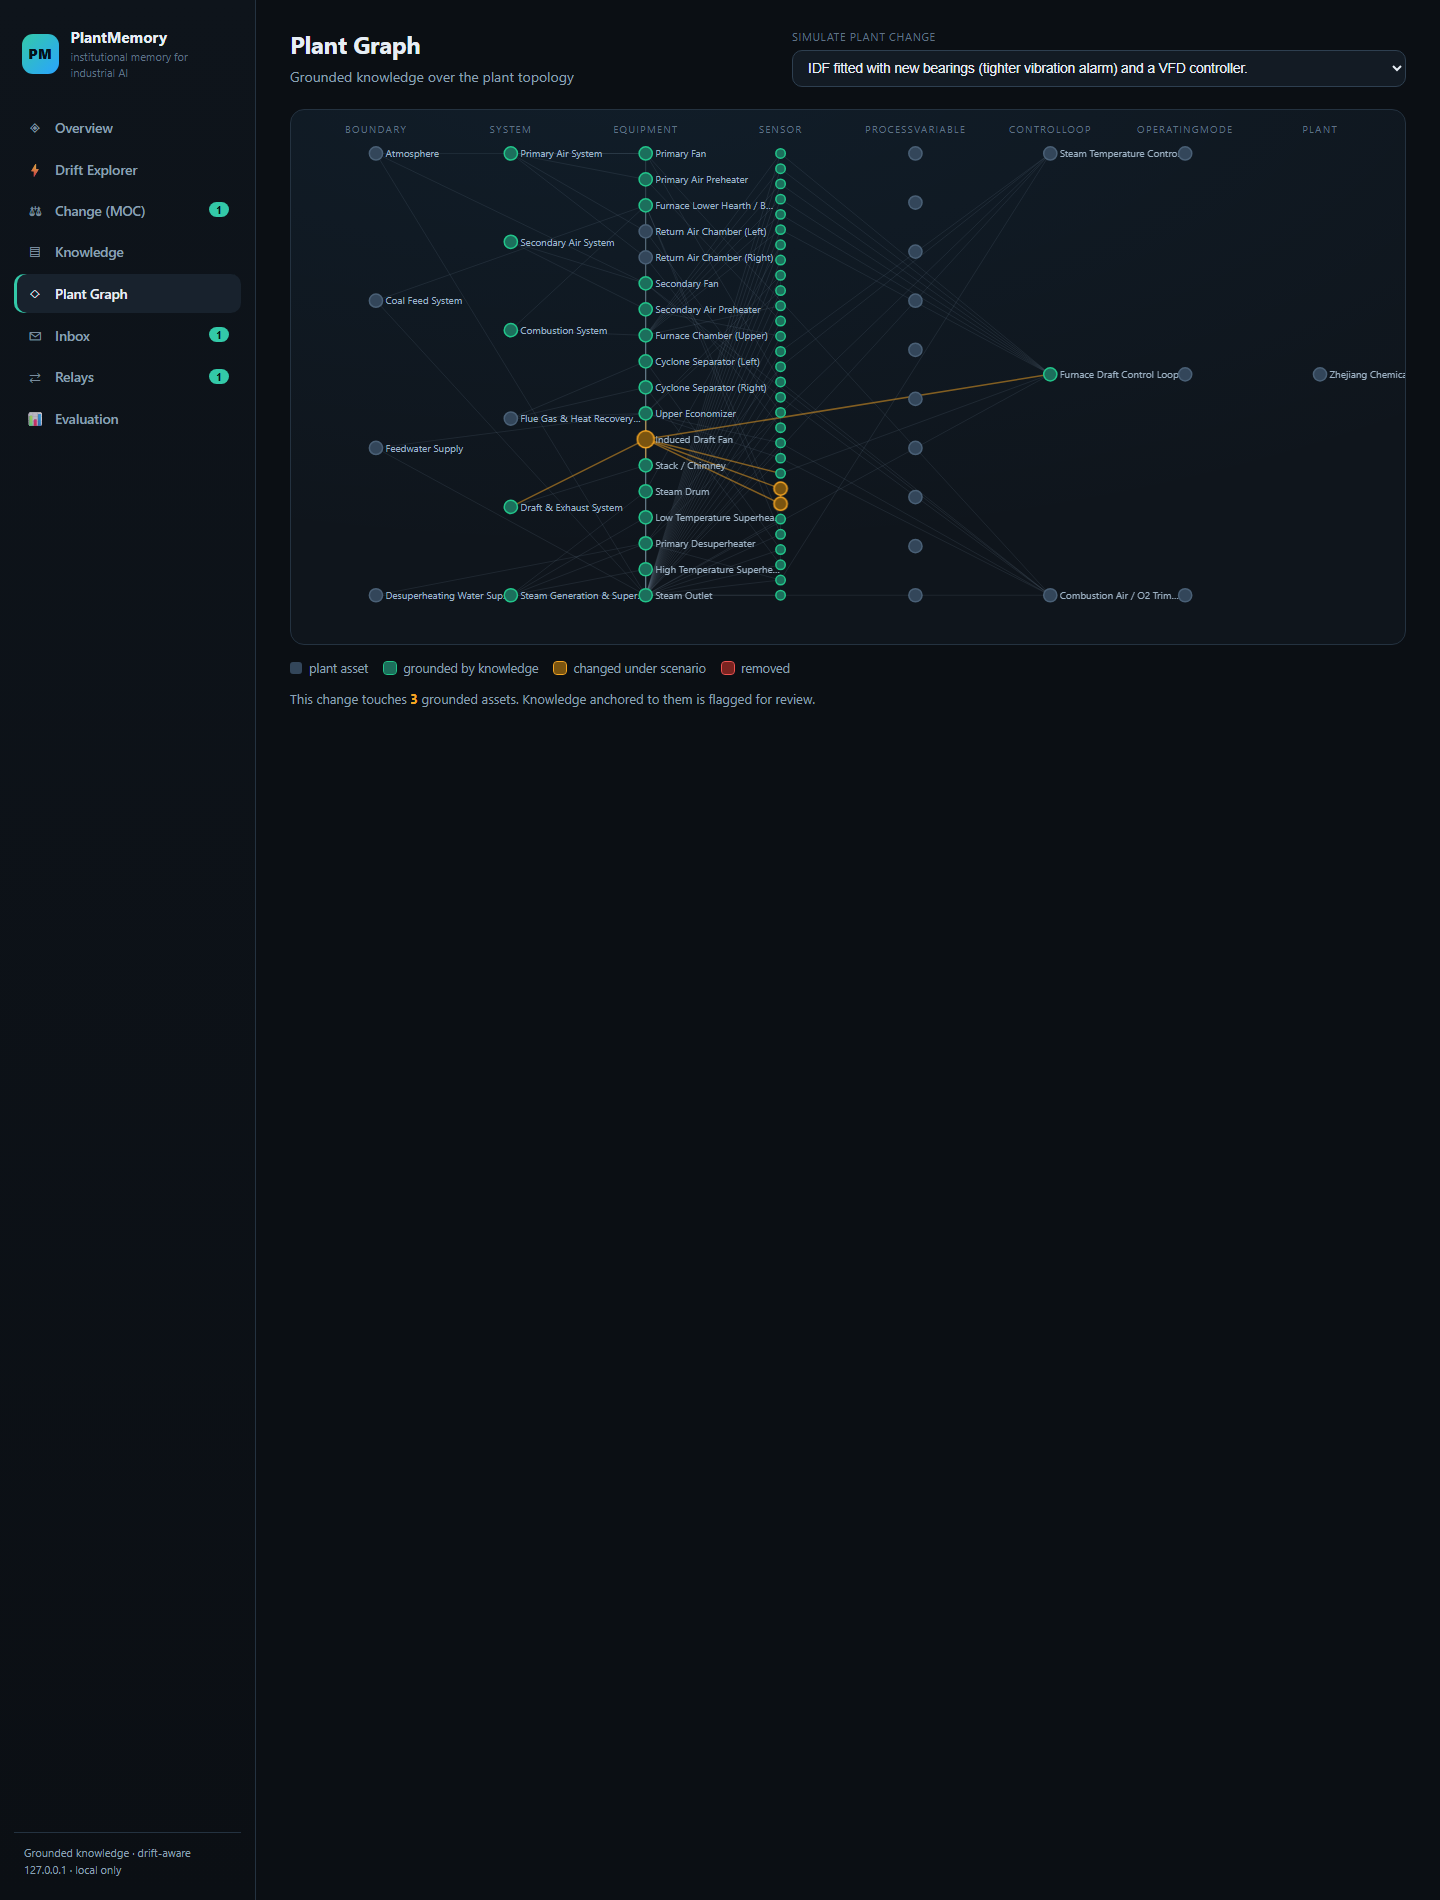 PM
PlantMemory
institutional memory for
industrial AI
Overview
Drift Explorer
Change (MOC)
1
Knowledge
Plant Graph
Inbox
1
Relays
1
Evaluation
Grounded knowledge · drift-aware
127.0.0.1 · local only
Plant Graph
Grounded knowledge over the plant topology
SIMULATE PLANT CHANGE
IDF fitted with new bearings (tighter vibration alarm) and a VFD controller.
BOUNDARY SYSTEM EQUIPMENT SENSOR PROCESSVARIABLE CONTROLLOOP OPERATINGMODE PLANT
Atmosphere
Coal Feed System
Feedwater Supply
Desuperheating Water Sup
Primary Air System
Secondary Air System
Combustion System
Flue Gas & Heat Recovery...
Draft & Exhaust System
Steam Generation & Super
Primary Fan
Primary Air Preheater
Furnace Lower Hearth / B...
Return Air Chamber (Left)
Return Air Chamber (Right)
Secondary Fan
Secondary Air Preheater
Furnace Chamber (Upper)
Cyclone Separator (Left)
Cyclone Separator (Right)
Upper Economizer
Induced Draft Fan
Stack / Chimney
Steam Drum
Low Temperature Superhea
Primary Desuperheater
High Temperature Superhe...
Steam Outlet
Steam Temperature Contro
Furnace Draft Control Loop
Combustion Air / O2 Trim...
Zhejiang Chemica
plant asset grounded by knowledge changed under scenario removed
This change touches 3 grounded assets. Knowledge anchored to them is flagged for review.